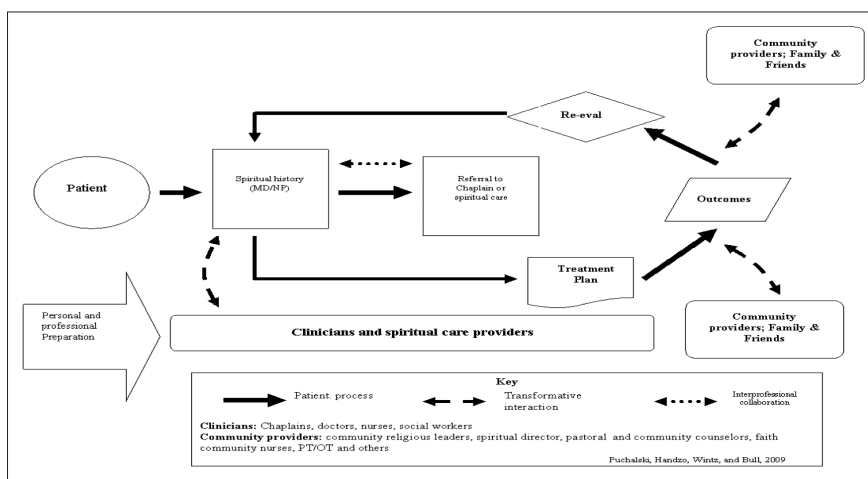 Community
providers; Family &
Friends
Re-eval
Patient
Spiritual history
(MD/NP)
Referral to
Chaplain or
spiritual care
Outcomes
Treatment
Plan
Personal and
professional
Preparation
Clinicians and spiritual care providers
Community
providers; Family &
Friends
Key
Patient. process
Transformative
interaction
Interprofessional
collaboration
Clinicians: Chaplains, doctors, nurses, social workers
Community providers: community religious leaders, spiritual director, pastoral and community counselors, faith
community nurses, PT/OT and others
Puchalski, Handzo, Wintz, and Bull, 2009